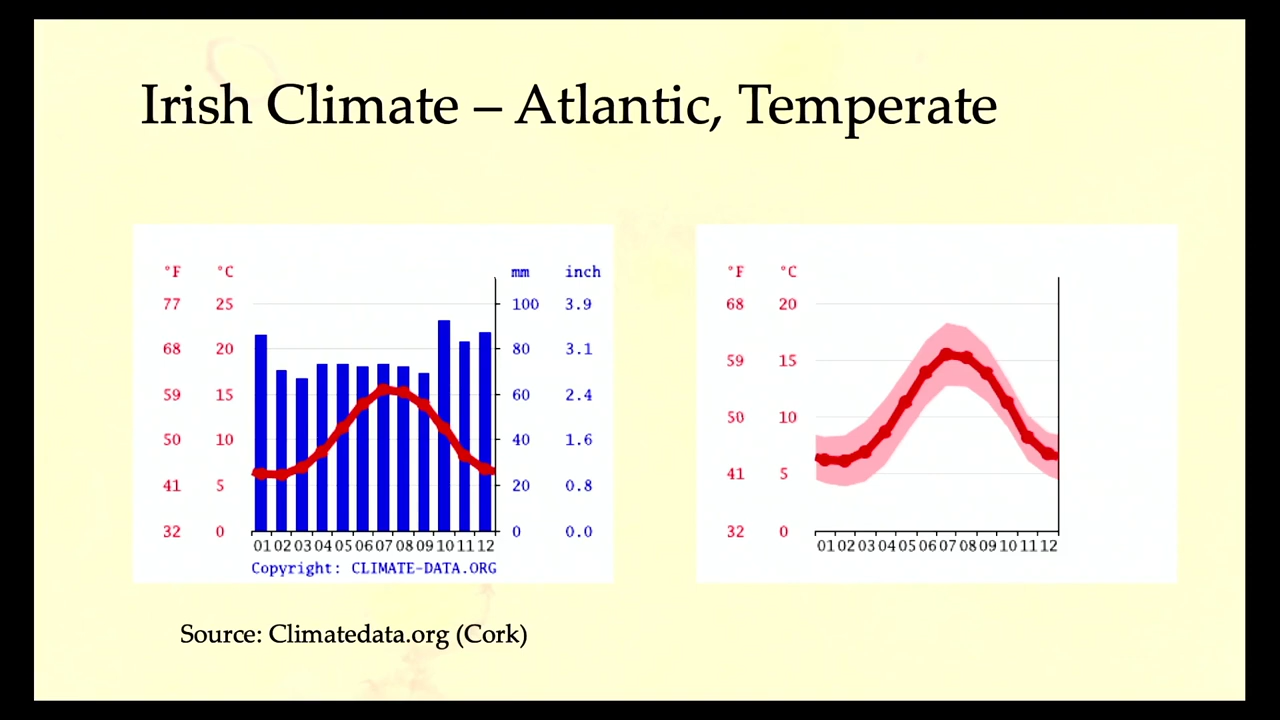 Irish Climate – Atlantic, Temperate
°F °C mm inch
77 25 100 3.9
68 20 80 3.1
59 15 60 2.4
50 10 40 1.6
41 5 20 0.8
32 0 0 0.0
01 02 03 04 05 06 07 08 09 10 11 12
Copyright: CLIMATE-DATA.ORG
°F °C
68 20
59 15
50 10
41 5
32 0
01 02 03 04 05 06 07 08 09 10 11 12
Source: Climatedata.org (Cork)